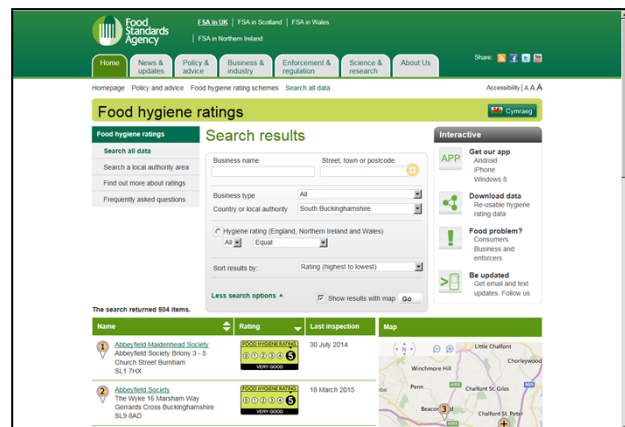 Food
Standards
Agency
FSA in UK | FSA in Scotland | FSA in Wales
| FSA in Northern Ireland
Home
News &
updates
Policy &
advice
Business &
industry
Enforcement &
regulation
Science &
research
About Us
Share:
Homepage Policy and advice Food hygiene rating schemes Search all data
Accessibility | A A A
Food hygiene ratings
Cymraeg
Food hygiene ratings
Search all data
Search a local authority area
Find out more about ratings
Frequently asked questions
Search results
Business name
Street, town or postcode
Business type
All
Country or local authority
South Buckinghamshire
Hygiene rating (England, Northern Ireland and Wales)
All
Equal
Sort results by:
Rating (highest to lowest)
Less search options
Show results with map
Go
Interactive
APP
Get our app
Android
iPhone
Windows 8
Download data
Re-usable hygiene
rating data
Food problem?
Consumers
Business and
enforcers
Be updated
Get email and text
updates. Follow us
The search returned 504 items.
Name
Rating
Last inspection
Map
1
Abbeyfield Maidenhead Society
Abbeyfield Society Briony 3 - 5
Church Street Burnham
SL1 7HX
FOOD HYGIENE RATING
0 1 2 3 4 5
VERY GOOD
30 July 2014
2
Abbeyfield Society
The Wyke 16 Marsham Way
Gerrards Cross Buckinghamshire
SL9 8AD
FOOD HYGIENE RATING
0 1 2 3 4 5
VERY GOOD
18 March 2015
N
Little Chalfont
Chorleywood
Winchmore Hill
Penn
Chalfont St. Giles
3
Chalfont St. Peter